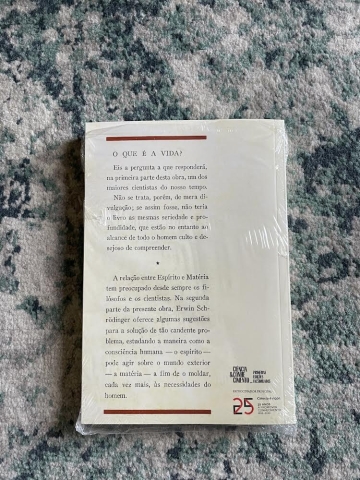 O QUE É A VIDA?
Eis a pergunta a que responderá,
na primeira parte desta obra, um dos
maiores cientistas do nosso tempo.
Não se trata, porém, de mera di-
vulgação; se assim fosse, não teria
o livro as mesmas seriedade e pro-
fundidade, que estão no entanto ao
alcance de todo o homem culto e de-
sejoso de compreender.
A relação entre Espírito e Matéria
tem preocupado desde sempre os fi-
lósofos e os cientistas. Na segunda
parte da presente obra, Erwin Sch-
rödinger oferece algumas sugestões
para a solução de tão candente pro-
blema, estudando a maneira como a
consciência humana — o espírito —
pode agir sobre o mundo exterior
— a matéria — a fim de o moldar,
cada vez mais, às necessidades do
homem.
CIÊNCIA
25